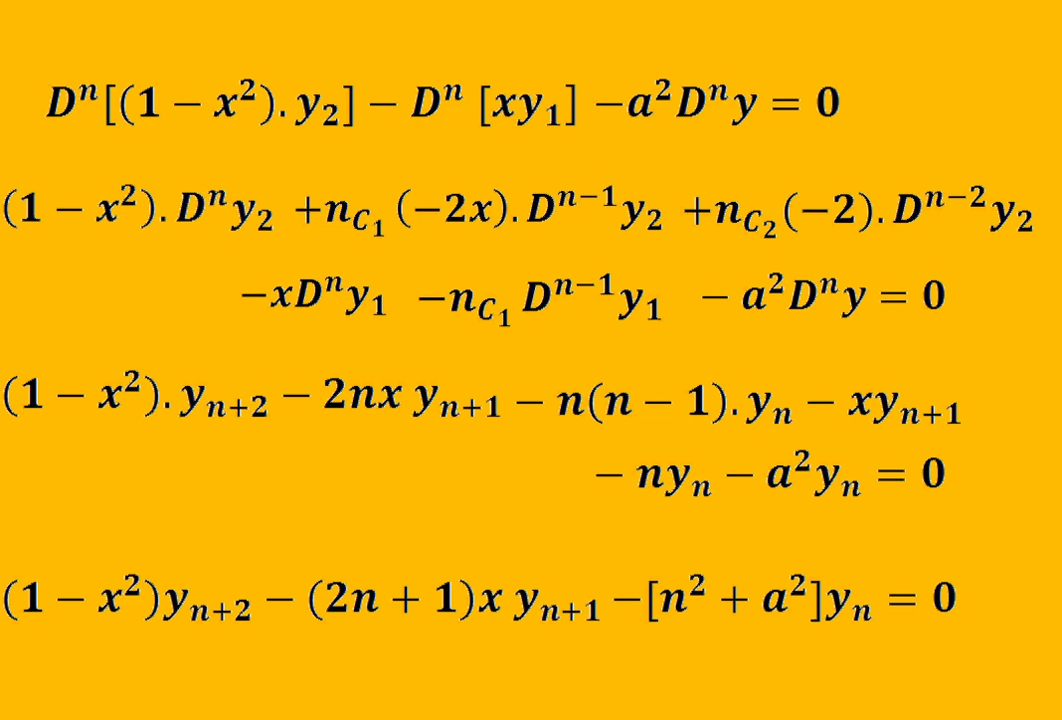 Dⁿ[(1 − x²). y₂] − Dⁿ [xy₁] −a²Dⁿy = 0
(1 − x²). Dⁿy₂ +n_{C₁} (−2x). Dⁿ⁻¹y₂ +n_{C₂}(−2). Dⁿ⁻²y₂
−xDⁿy₁ −n_{C₁} Dⁿ⁻¹y₁ − a²Dⁿy = 0
(1 − x²). yₙ₊₂ − 2nx yₙ₊₁ − n(n − 1). yₙ − xyₙ₊₁
− nyₙ − a²yₙ = 0
(1 − x²)yₙ₊₂ − (2n + 1)x yₙ₊₁ −[n² + a²]yₙ = 0